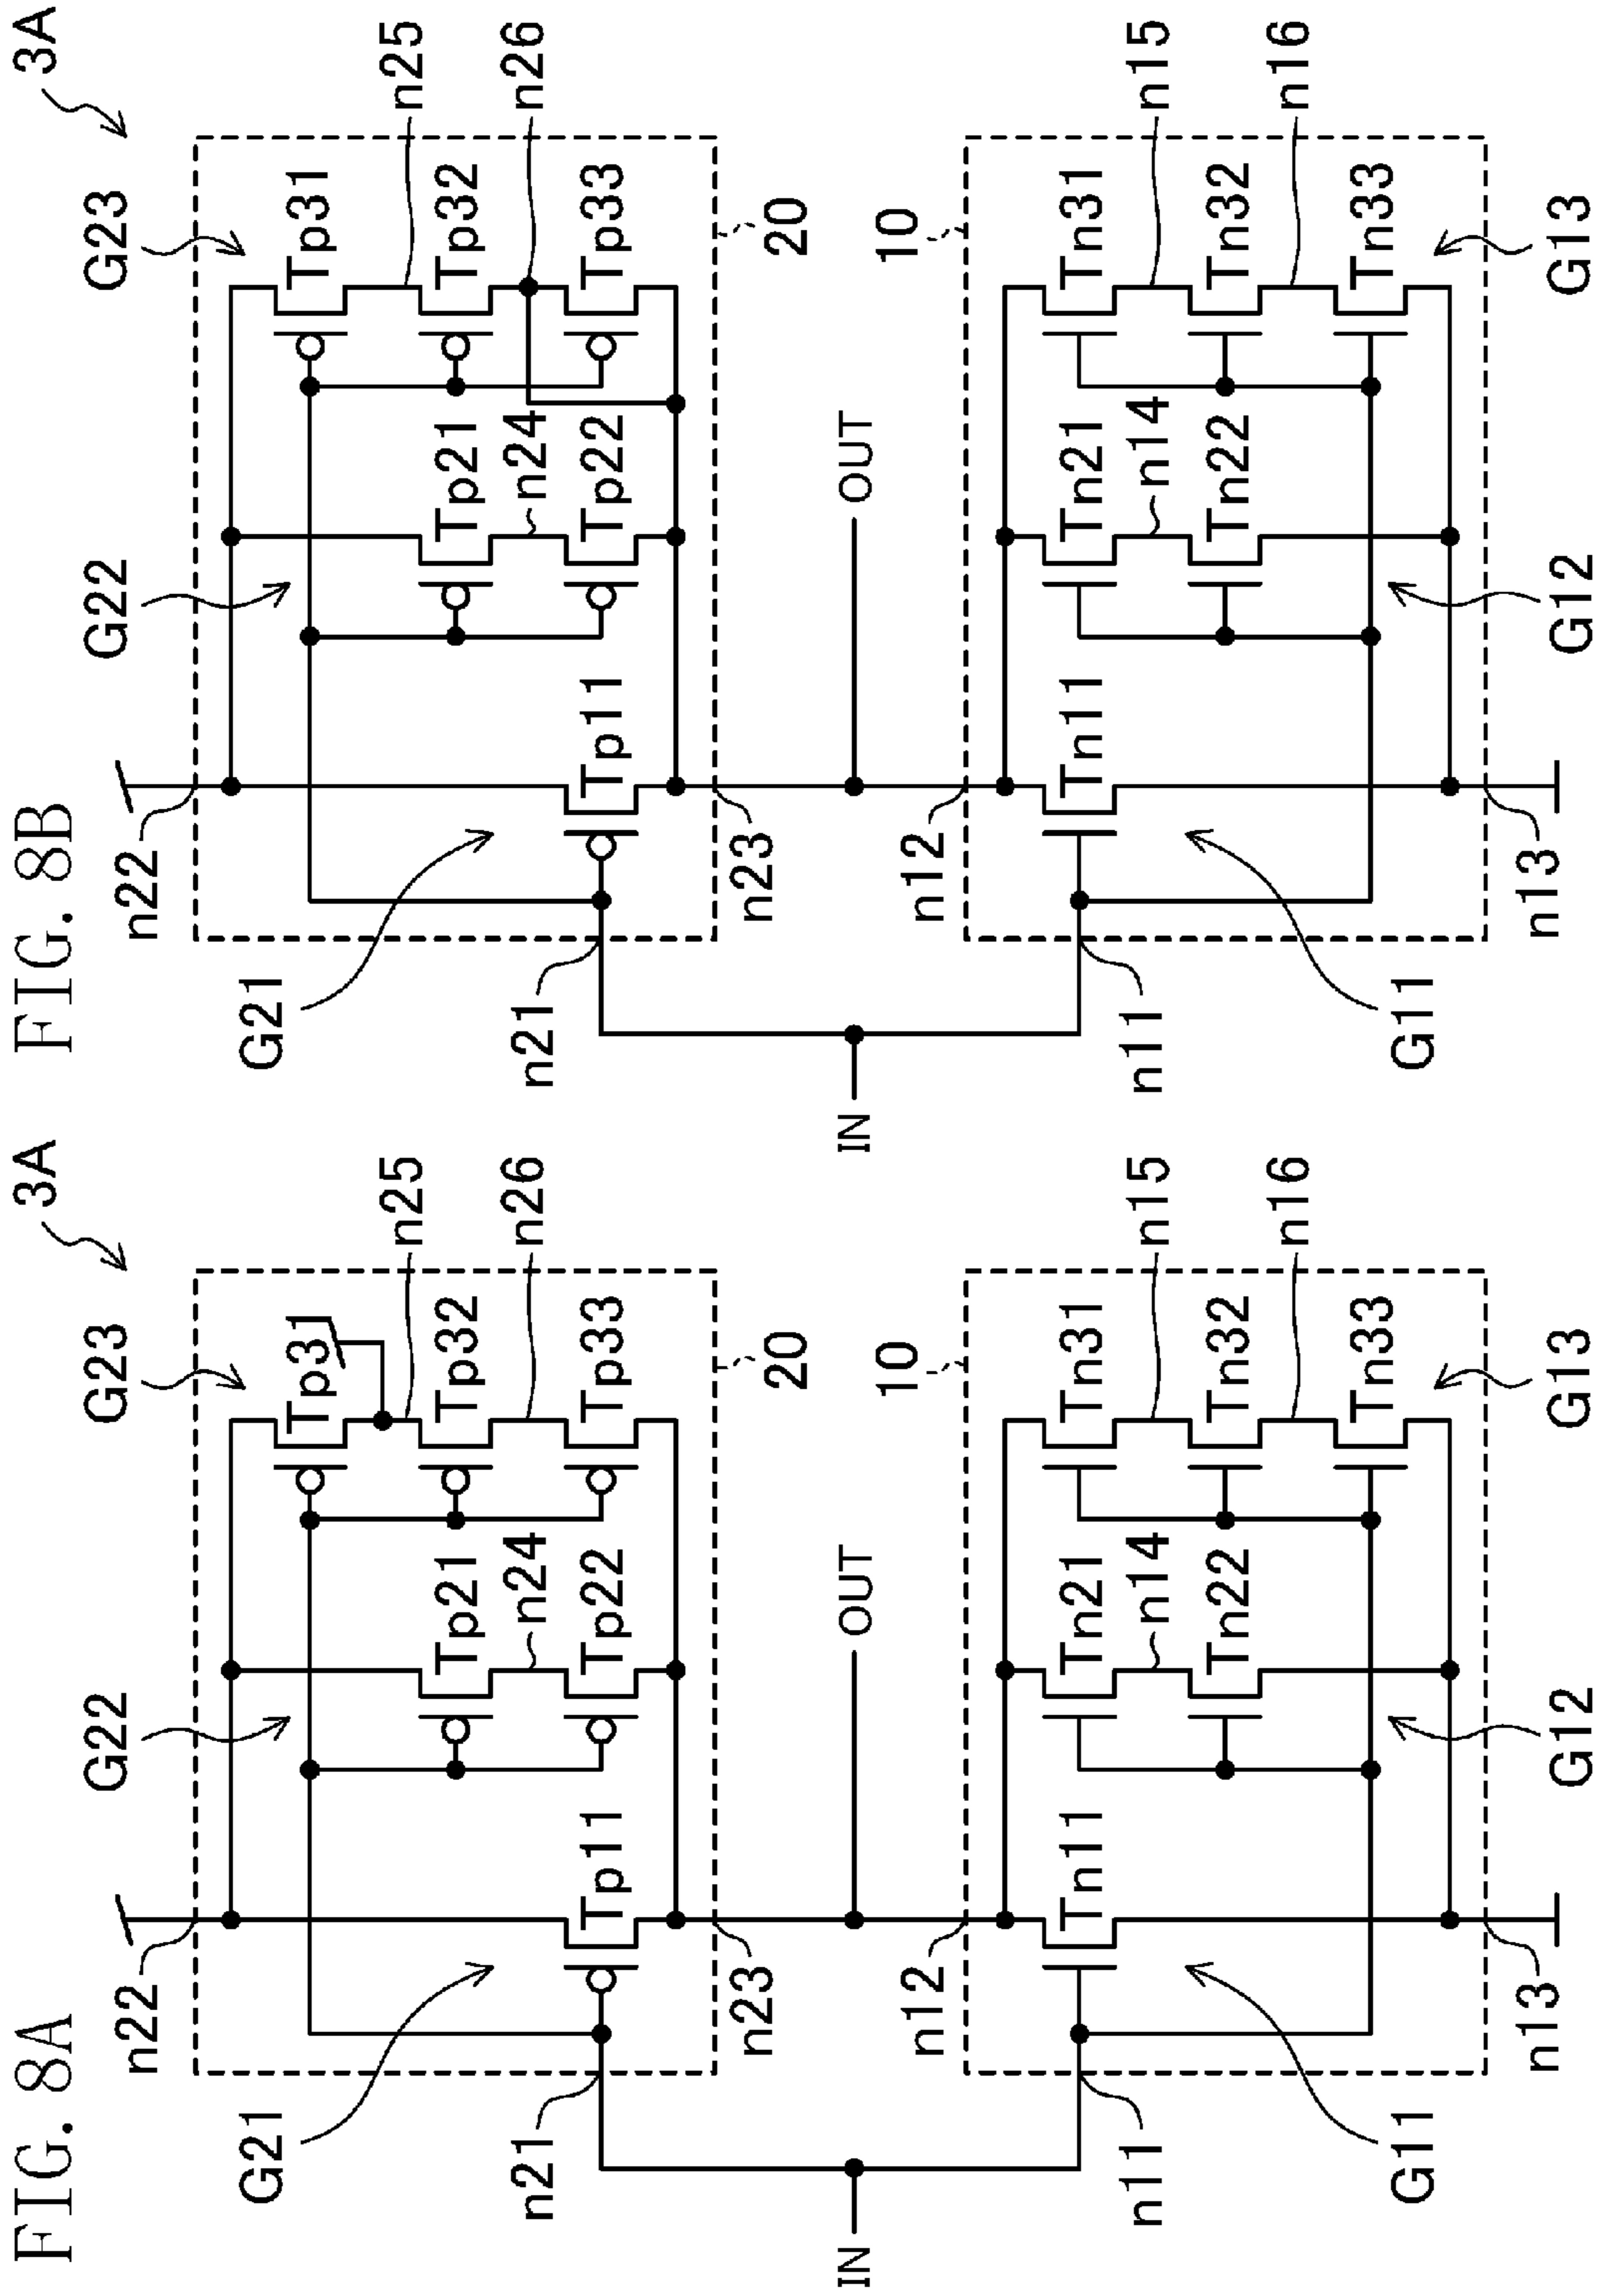 FIG. 8A
3A
n22
G22
G23
G21
Tp31
n25
Tp21
Tp32
n24
n26
n21
Tp11
Tp22
Tp33
n23
20
IN
OUT
n12
10
Tn11
Tn21
Tn31
n11
n14
n15
Tn22
Tn32
n16
Tn33
G11
n13
G12
G13
FIG. 8B
3A
n22
G22
G23
G21
Tp31
n25
Tp21
Tp32
n24
n26
n21
Tp11
Tp22
Tp33
n23
20
IN
OUT
n12
10
Tn11
Tn21
Tn31
n11
n14
n15
Tn22
Tn32
n16
Tn33
G11
n13
G12
G13